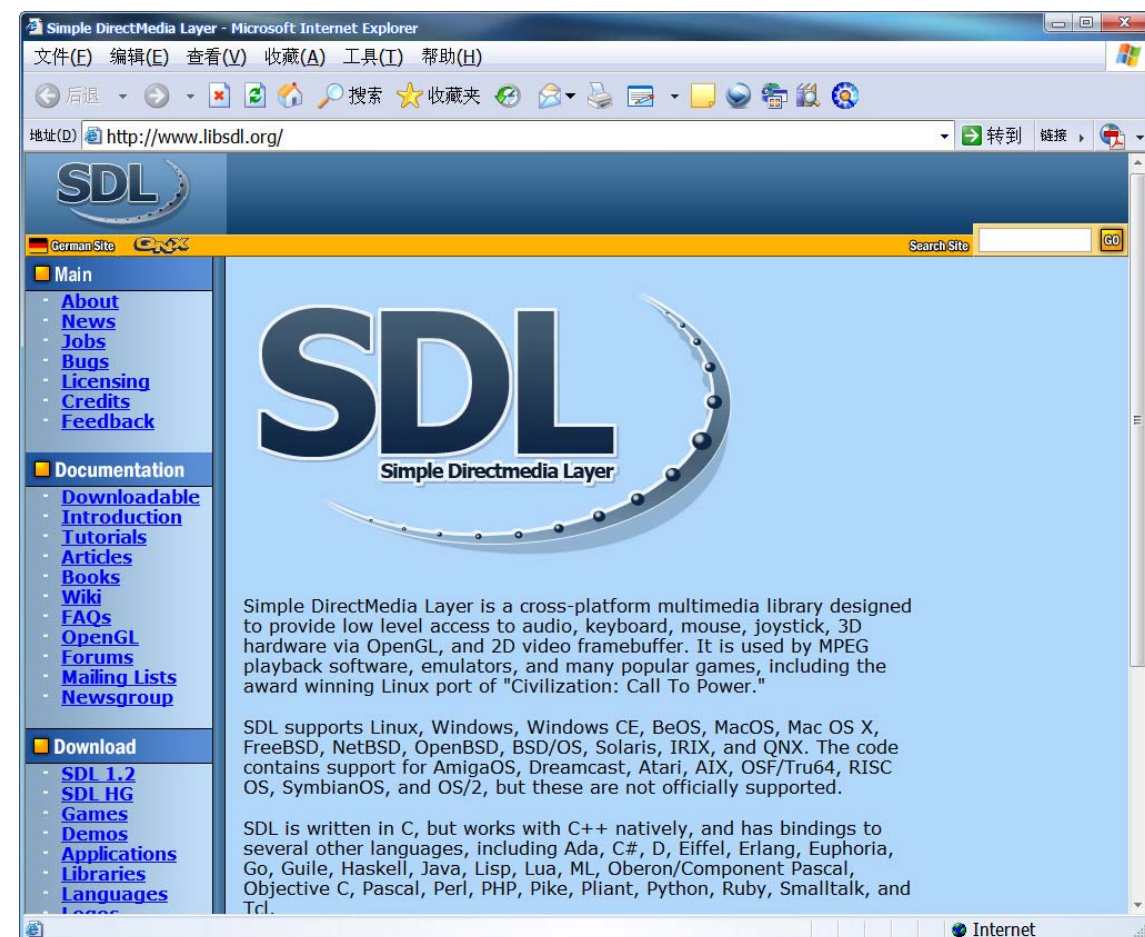 Simple DirectMedia Layer - Microsoft Internet Explorer
文件(F) 编辑(E) 查看(V) 收藏(A) 工具(T) 帮助(H)
后退 搜索 收藏夹
地址(D) http://www.libsdl.org/ 转到 链接
SDL
German Site QNX Search Site GO
Main
About
News
Jobs
Bugs
Licensing
Credits
Feedback
Documentation
Downloadable
Introduction
Tutorials
Articles
Books
Wiki
FAQs
OpenGL
Forums
Mailing Lists
Newsgroup
Download
SDL 1.2
SDL HG
Games
Demos
Applications
Libraries
Languages
Logos
SDL
Simple Directmedia Layer
Simple DirectMedia Layer is a cross-platform multimedia library designed
to provide low level access to audio, keyboard, mouse, joystick, 3D
hardware via OpenGL, and 2D video framebuffer. It is used by MPEG
playback software, emulators, and many popular games, including the
award winning Linux port of "Civilization: Call To Power."
SDL supports Linux, Windows, Windows CE, BeOS, MacOS, Mac OS X,
FreeBSD, NetBSD, OpenBSD, BSD/OS, Solaris, IRIX, and QNX. The code
contains support for AmigaOS, Dreamcast, Atari, AIX, OSF/Tru64, RISC
OS, SymbianOS, and OS/2, but these are not officially supported.
SDL is written in C, but works with C++ natively, and has bindings to
several other languages, including Ada, C#, D, Eiffel, Erlang, Euphoria,
Go, Guile, Haskell, Java, Lisp, Lua, ML, Oberon/Component Pascal,
Objective C, Pascal, Perl, PHP, Pike, Pliant, Python, Ruby, Smalltalk, and
Tcl.
Internet